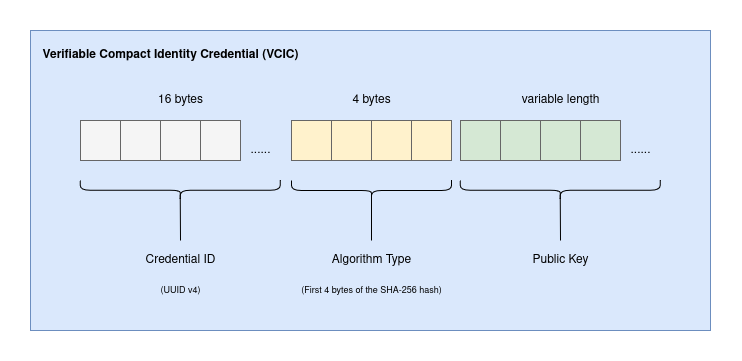 Verifiable Compact Identity Credential (VCIC)
16 bytes
4 bytes
variable length
......
......
Credential ID
Algorithm Type
Public Key
(UUID v4)
(First 4 bytes of the SHA-256 hash)